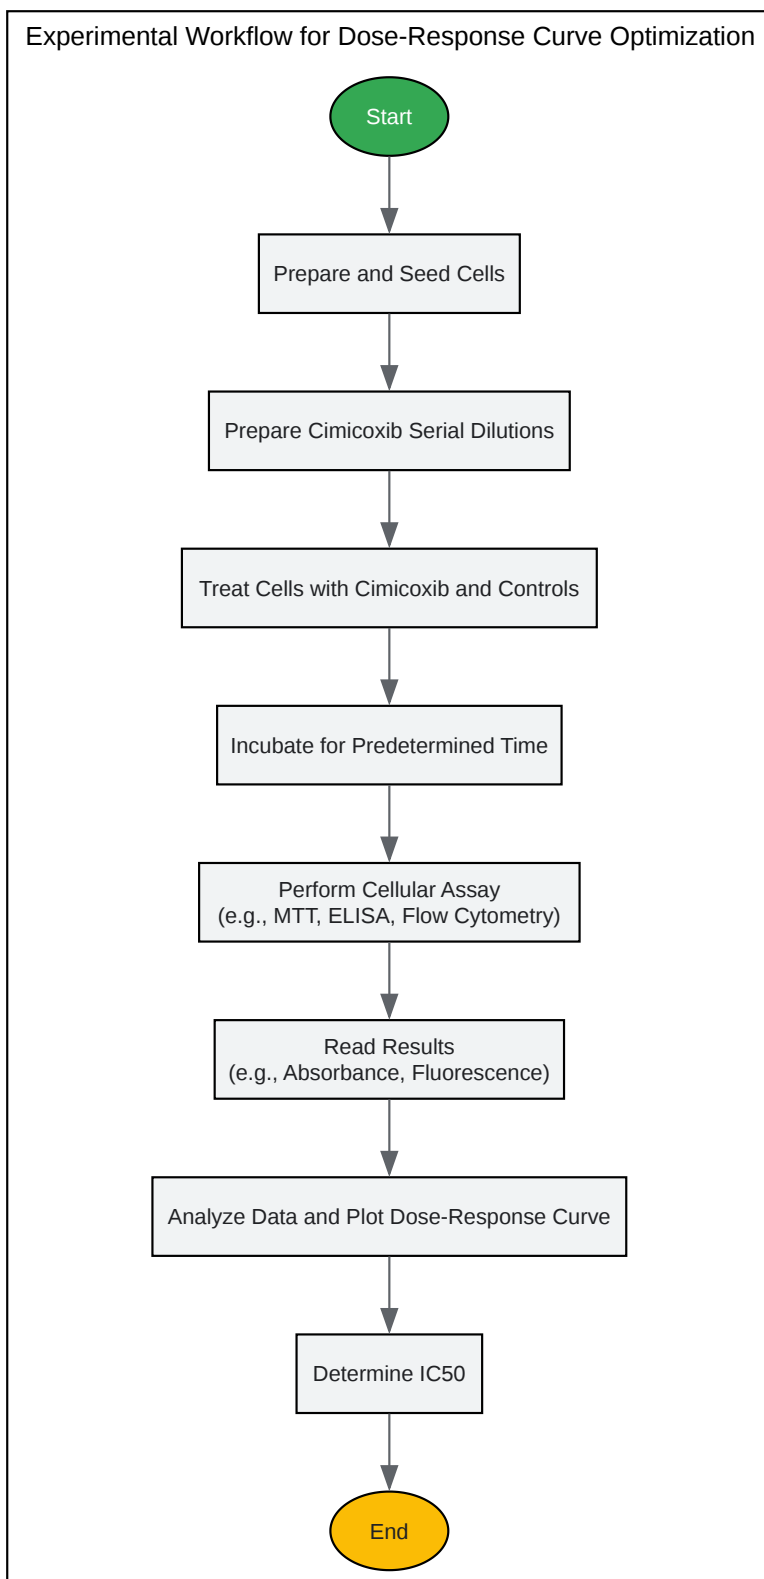 Experimental Workflow for Dose-Response Curve Optimization
Start
Prepare and Seed Cells
Prepare Cimicoxib Serial Dilutions
Treat Cells with Cimicoxib and Controls
Incubate for Predetermined Time
Perform Cellular Assay
(e.g., MTT, ELISA, Flow Cytometry)
Read Results
(e.g., Absorbance, Fluorescence)
Analyze Data and Plot Dose-Response Curve
Determine IC50
End